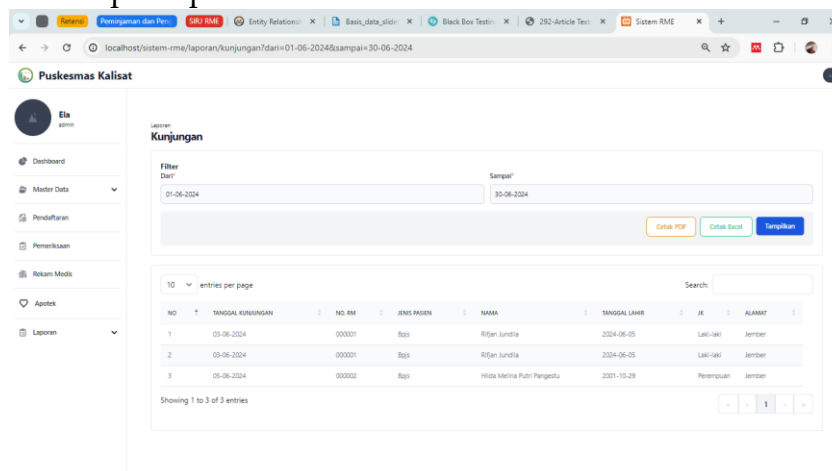 Retensi Peminjaman dan Penu SIRU RME Entity Relations Basis_data_slide Black Box Testin 292-Article Text Sistem RME
localhost/sistem-rme/laporan/kunjungan?dari=01-06-2024&sampai=30-06-2024
Puskesmas Kalisat
Ela
admin
Dashboard
Master Data
Pendaftaran
Pemeriksaan
Rekam Medis
Apotek
Laporan
Laporan
Kunjungan
Filter
Dari* Sampai*
01-06-2024 30-06-2024
Cetak PDF Cetak Excel Tampilkan
10 entries per page Search:
NO TANGGAL KUNJUNGAN NO. RM JENIS PASIEN NAMA TANGGAL LAHIR JK ALAMAT
1 03-06-2024 000001 Bpjs Rifjan Jundila 2024-06-05 Laki-laki Jember
2 03-06-2024 000001 Bpjs Rifjan Jundila 2024-06-05 Laki-laki Jember
3 05-06-2024 000002 Bpjs Hilda Melina Putri Pangestu 2001-10-29 Perempuan Jember
Showing 1 to 3 of 3 entries
« ‹ 1 › »